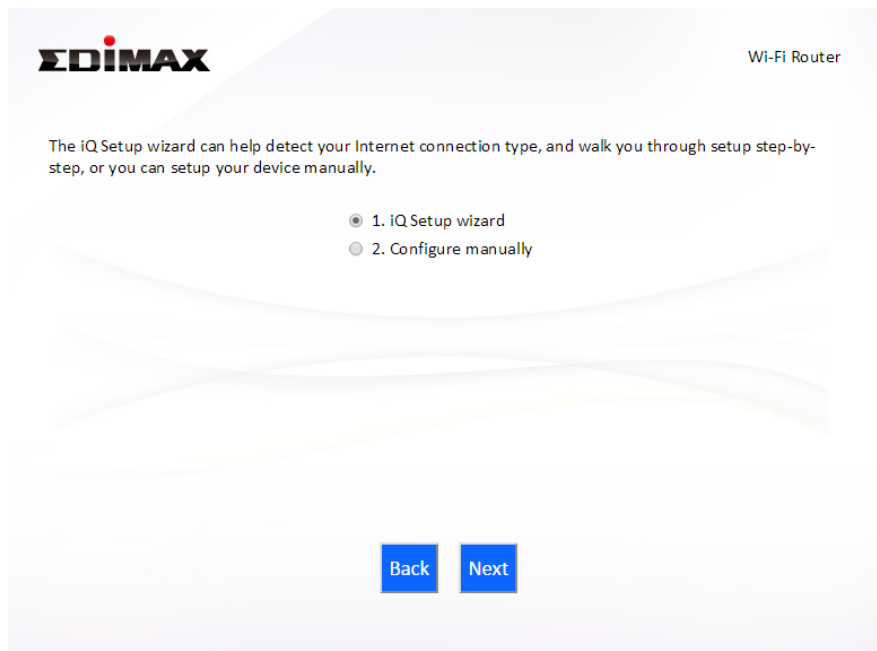 EDiMAX
Wi-Fi Router
The iQ Setup wizard can help detect your Internet connection type, and walk you through setup step-by-
step, or you can setup your device manually.
1. iQ Setup wizard
2. Configure manually
Back Next